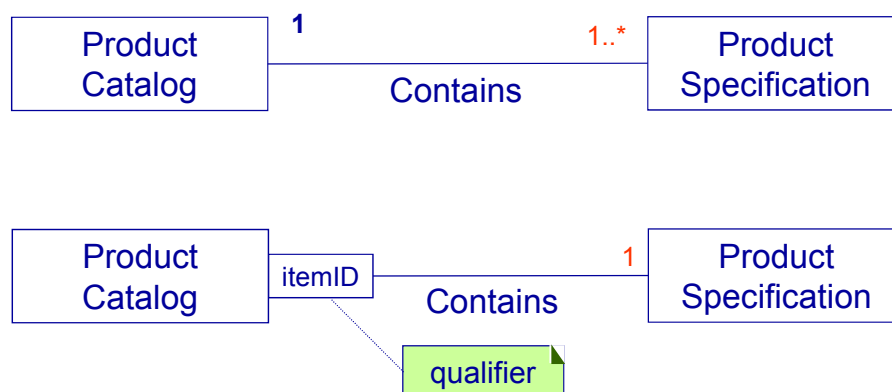 Product
Catalog
1
1..*
Contains
Product
Specification
Product
Catalog
itemID
1
Contains
Product
Specification
qualifier